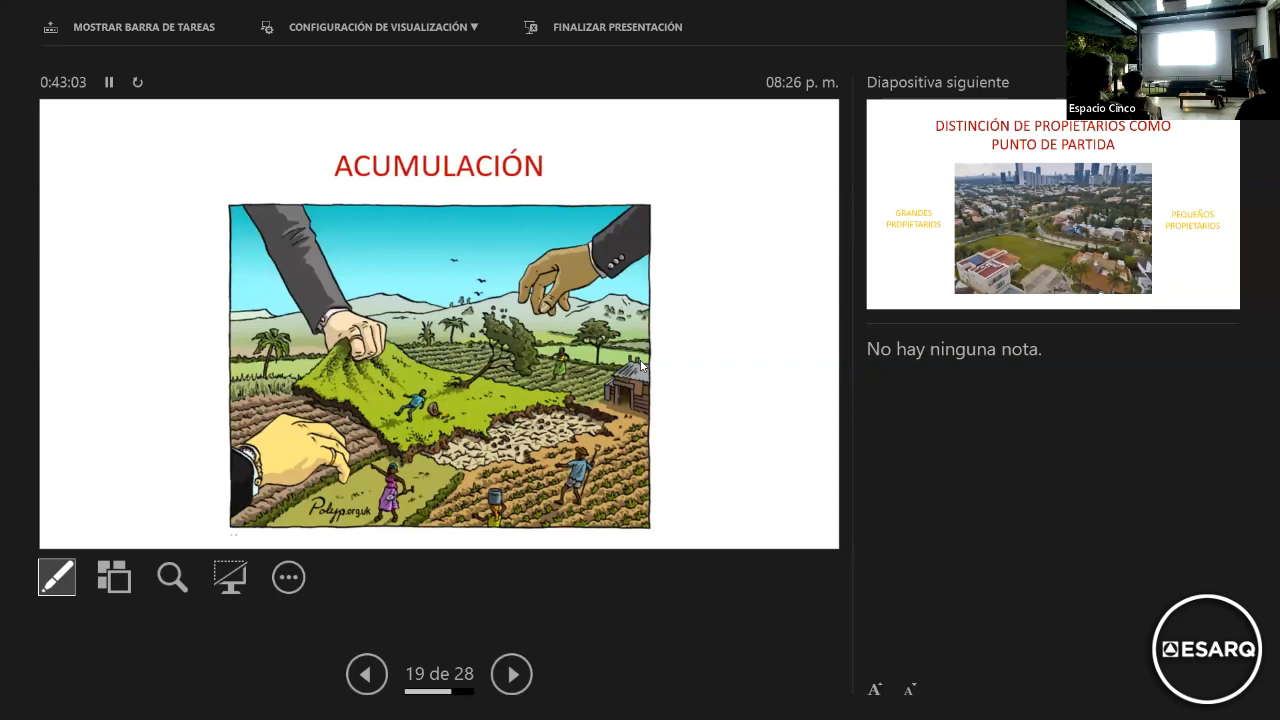 MOSTRAR BARRA DE TAREAS
CONFIGURACIÓN DE VISUALIZACIÓN ▼
FINALIZAR PRESENTACIÓN
Espacio Cinco
0:43:03
08:26 p. m.
Diapositiva siguiente
ACUMULACIÓN
Polyp.org.uk
DISTINCIÓN DE PROPIETARIOS COMO
PUNTO DE PARTIDA
GRANDES
PROPIETARIOS
PEQUEÑOS
PROPIETARIOS
No hay ninguna nota.
19 de 28
A A
ESARQ